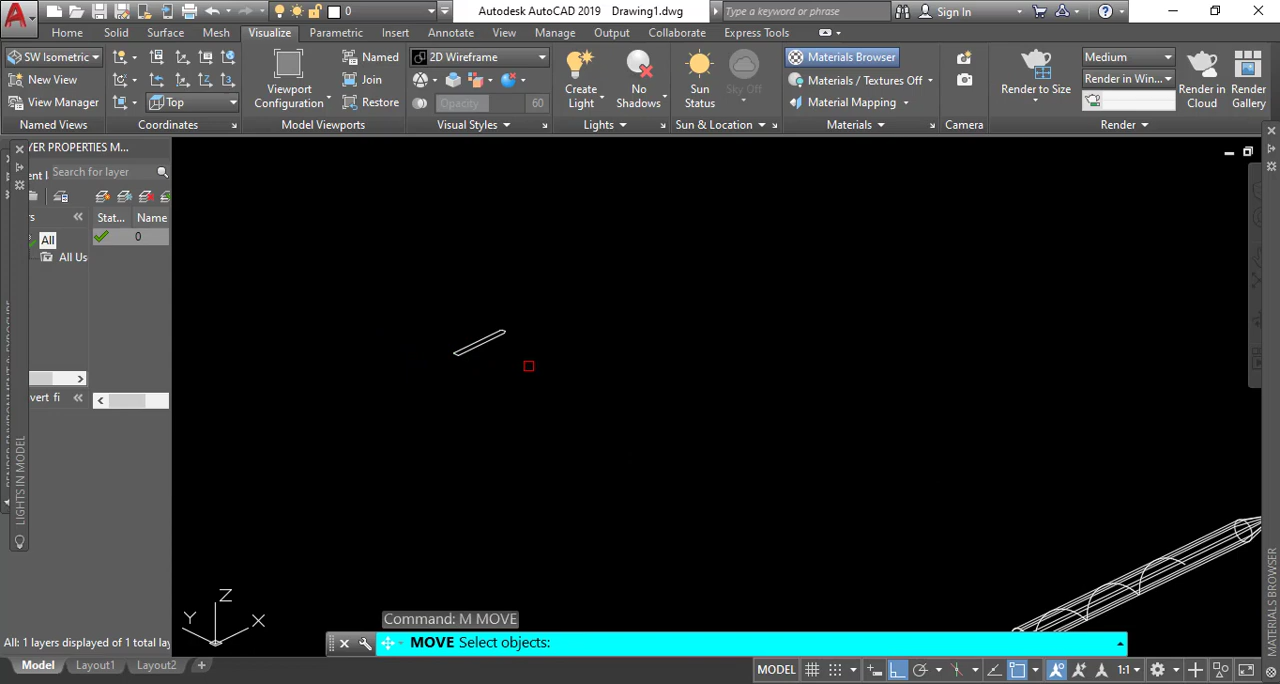 Autodesk AutoCAD 2019 Drawing1.dwg
0
Type a keyword or phrase
Sign In
Home Solid Surface Mesh Visualize Parametric Insert Annotate View Manage Output Collaborate Express Tools
SW Isometric
New View
View Manager
Named Views
Top
Coordinates
Viewport
Configuration
Named
Join
Restore
Model Viewports
2D Wireframe
Opacity 60
Visual Styles
Create
Light
No
Shadows
Lights
Sun
Status
Sky Off
Sun & Location
Materials Browser
Materials / Textures Off
Material Mapping
Materials
Camera
Render to Size
Medium
Render in Win...
Render in
Cloud
Render
Gallery
Render
YER PROPERTIES M...
ent l
Search for layer
rs
Stat... Name
All
0
All Us
vert fi
LIGHTS IN MODEL
All: 1 layers displayed of 1 total lay
Z
Y
X
Command: M MOVE
MOVE Select objects:
MATERIALS BROWSER
Model Layout1 Layout2 +
MODEL
1:1